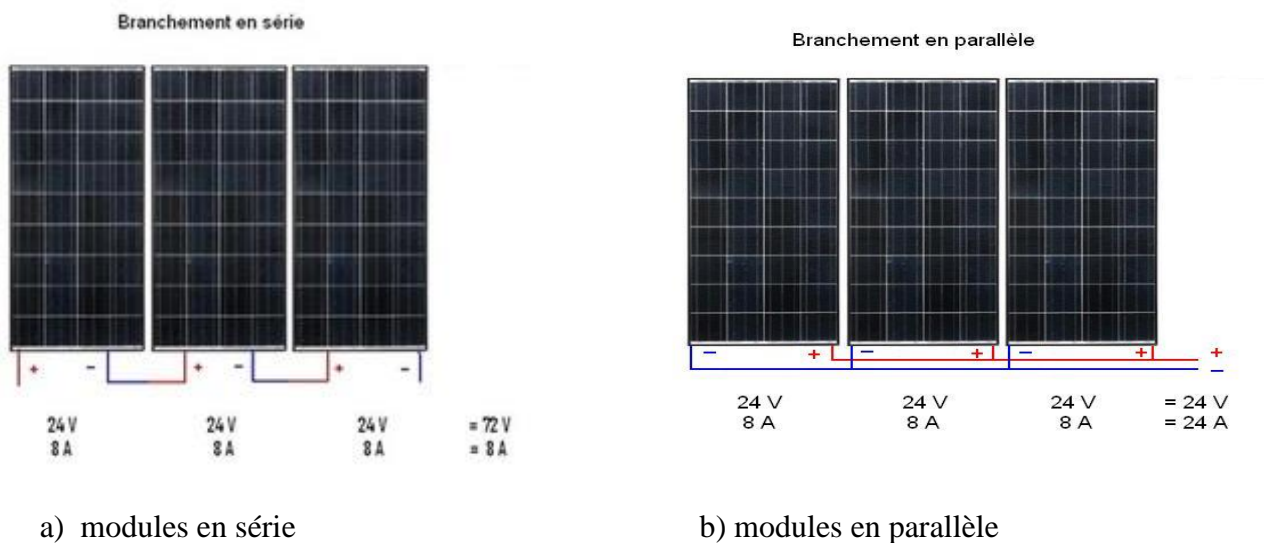 Branchement en série
+ - + - + -
24 V 24 V 24 V = 72 V
8 A 8 A 8 A = 8 A
a) modules en série
Branchement en parallèle
- + - + - + +
-
24 V 24 V 24 V = 24 V
8 A 8 A 8 A = 24 A
b) modules en parallèle